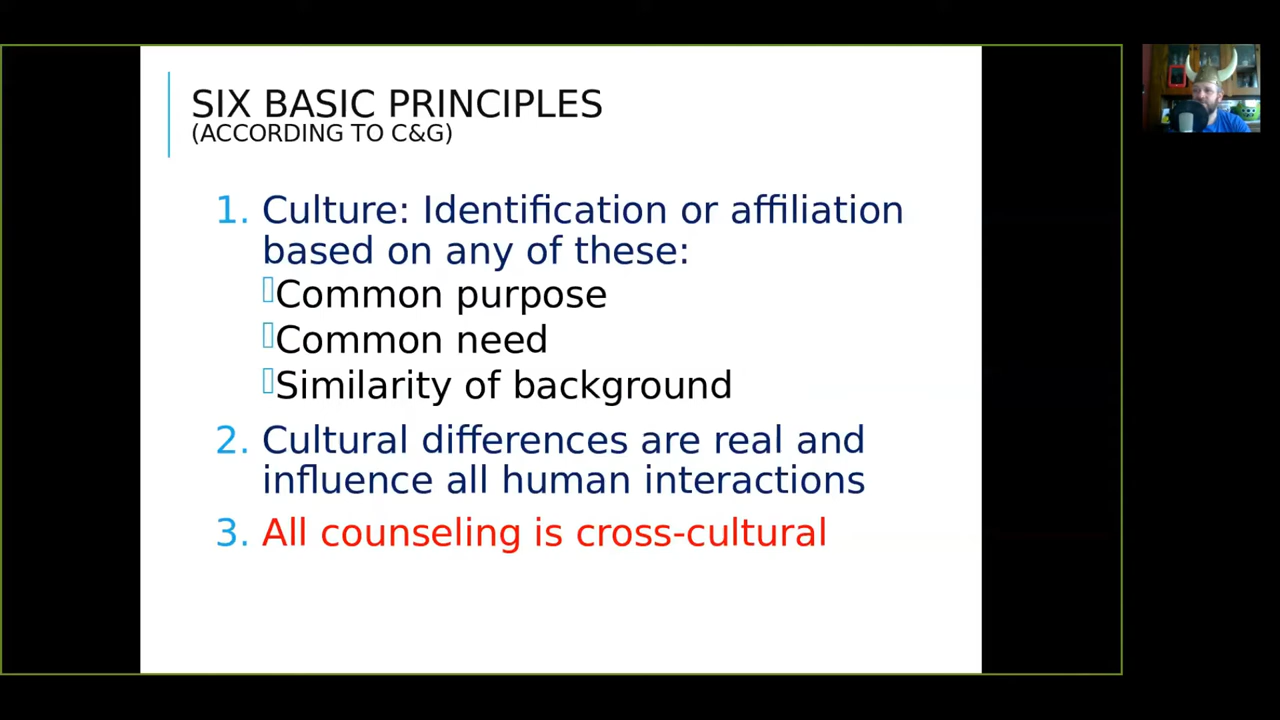 SIX BASIC PRINCIPLES
(ACCORDING TO C&G)
1. Culture: Identification or affiliation
based on any of these:
Common purpose
Common need
Similarity of background
2. Cultural differences are real and
influence all human interactions
3. All counseling is cross-cultural